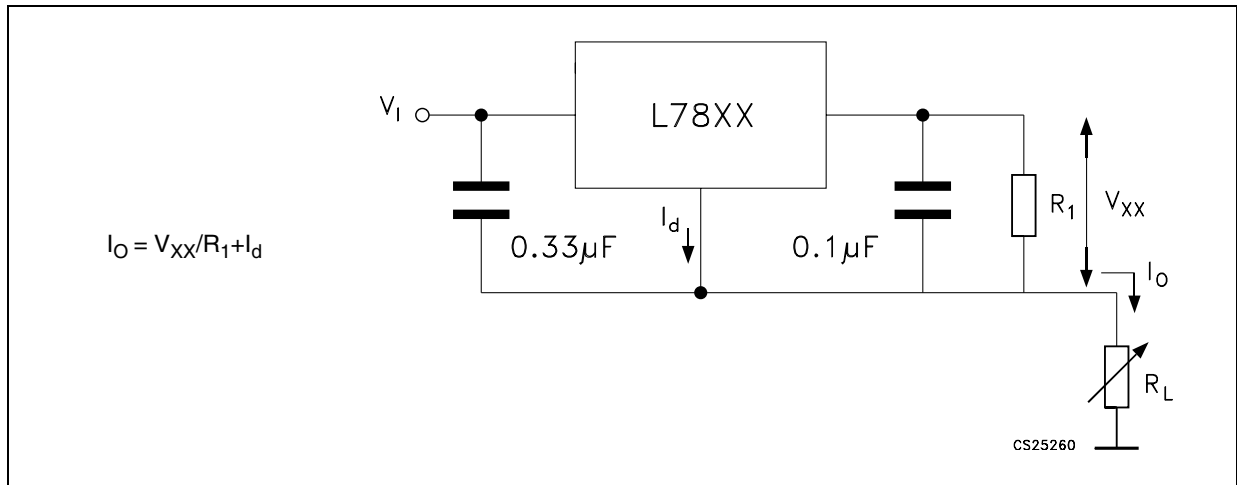 L78XX
V_I
I_d
0.33µF
0.1µF
R_1
V_XX
I_O = V_XX/R_1+I_d
I_O
R_L
CS25260